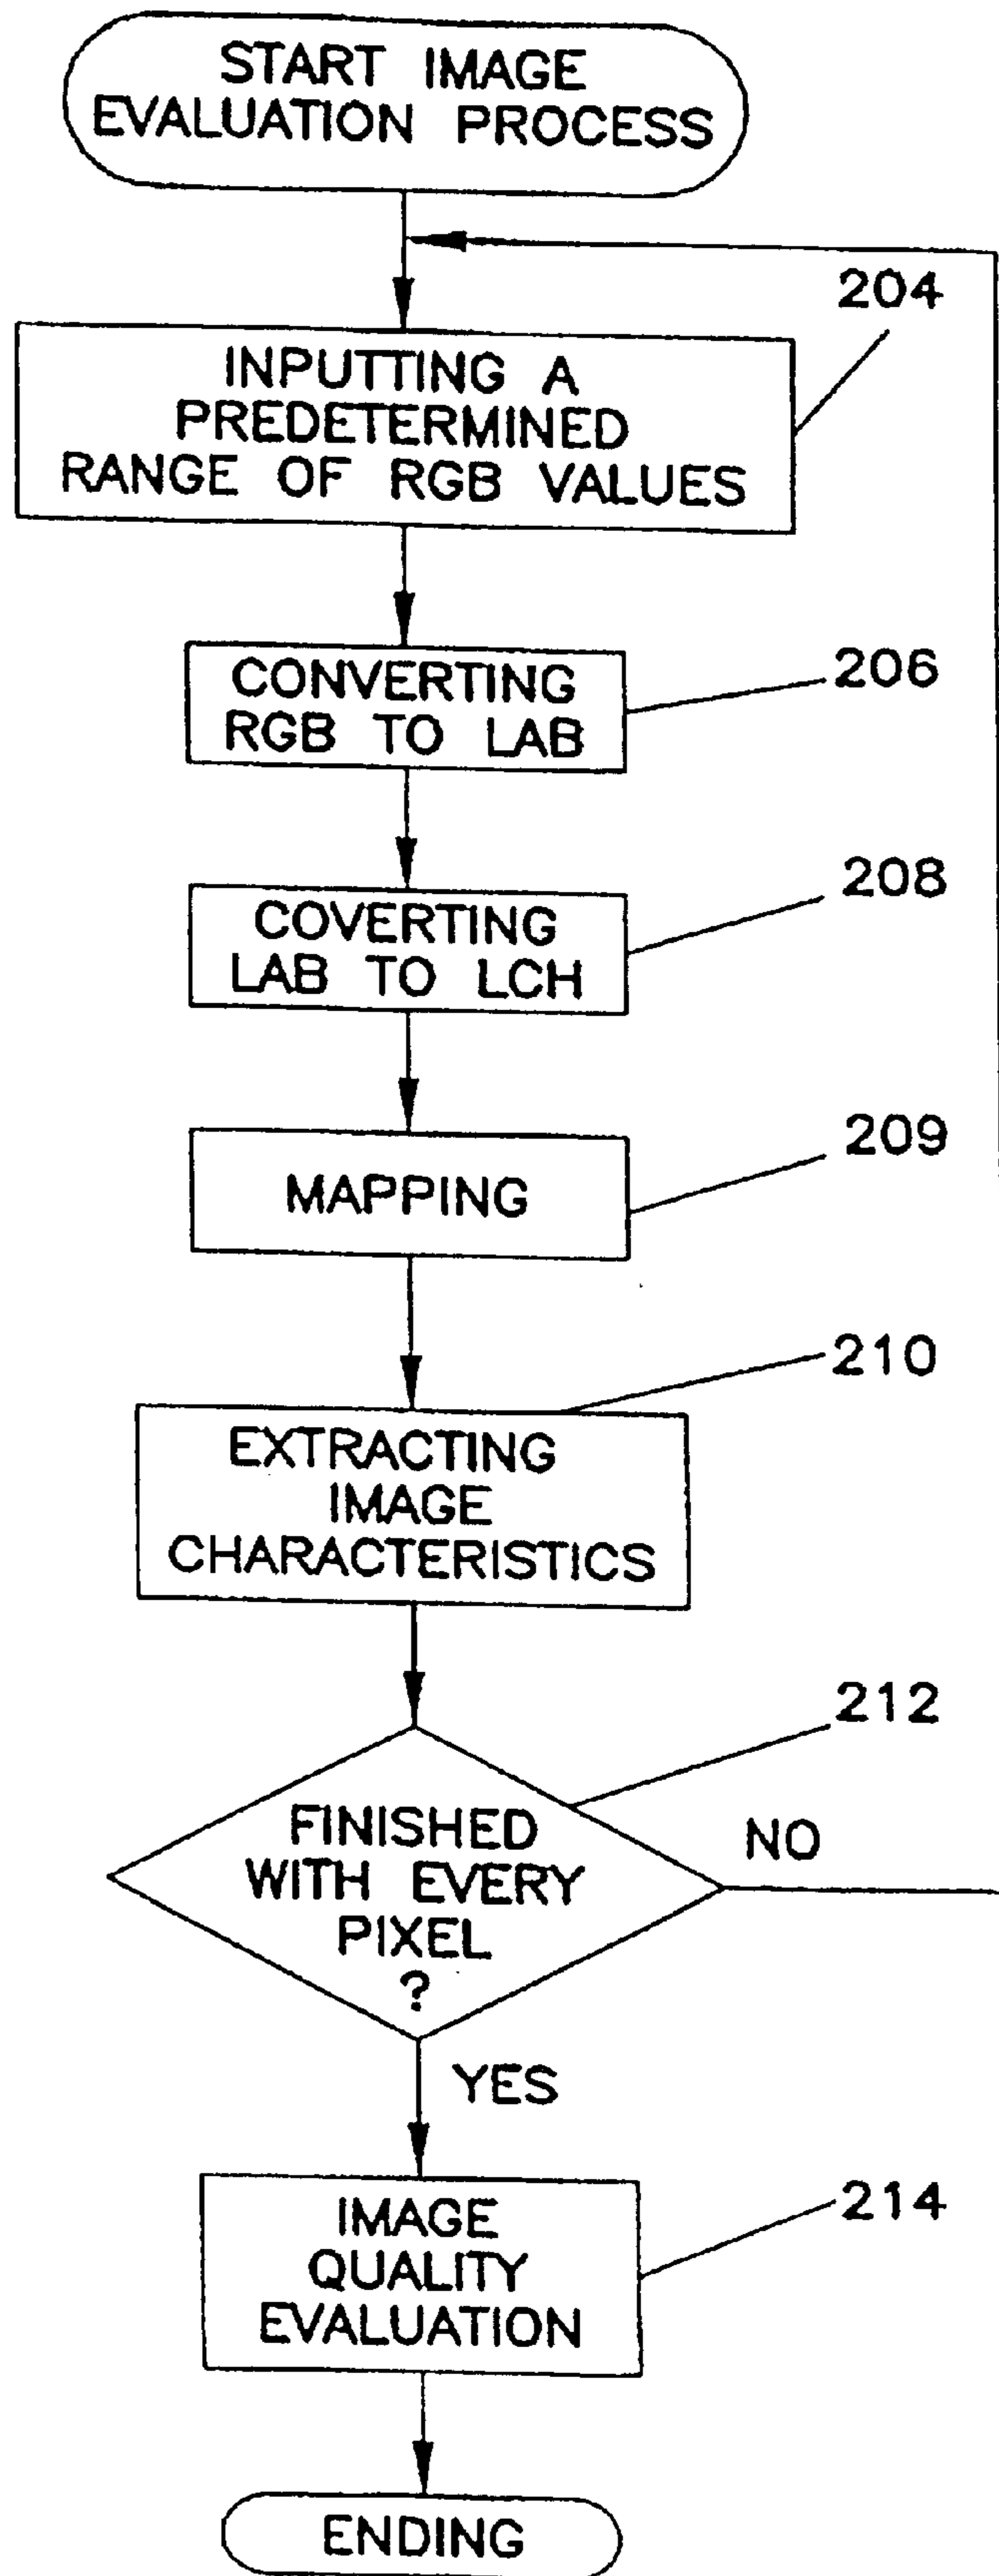 START IMAGE
EVALUATION PROCESS
204
INPUTTING A
PREDETERMINED
RANGE OF RGB VALUES
206
CONVERTING
RGB TO LAB
208
COVERTING
LAB TO LCH
209
MAPPING
210
EXTRACTING
IMAGE
CHARACTERISTICS
212
FINISHED
WITH EVERY
PIXEL
?
NO
YES
214
IMAGE
QUALITY
EVALUATION
ENDING